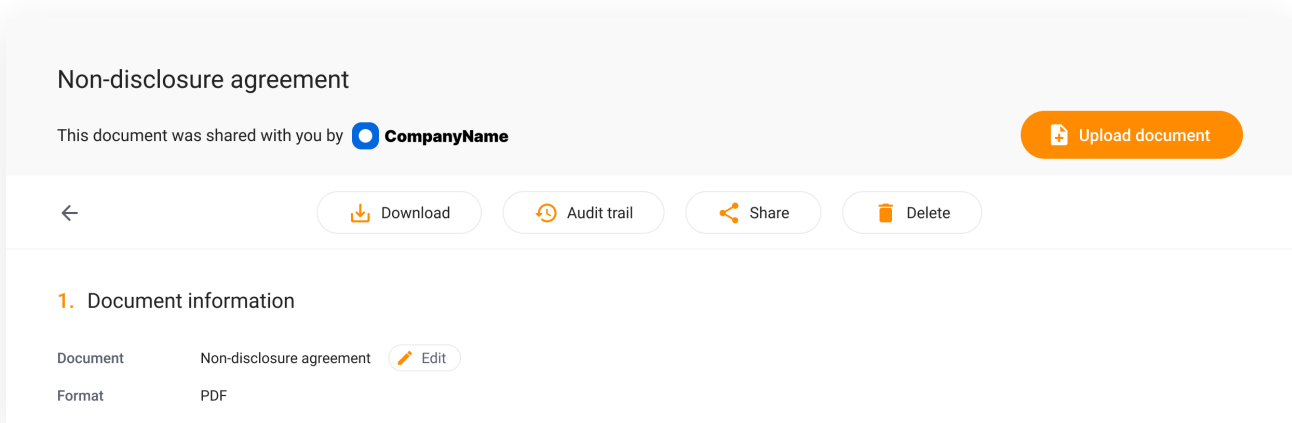 Non-disclosure agreement
This document was shared with you by CompanyName
Upload document
Download Audit trail Share Delete
1. Document information
Document Non-disclosure agreement Edit
Format PDF